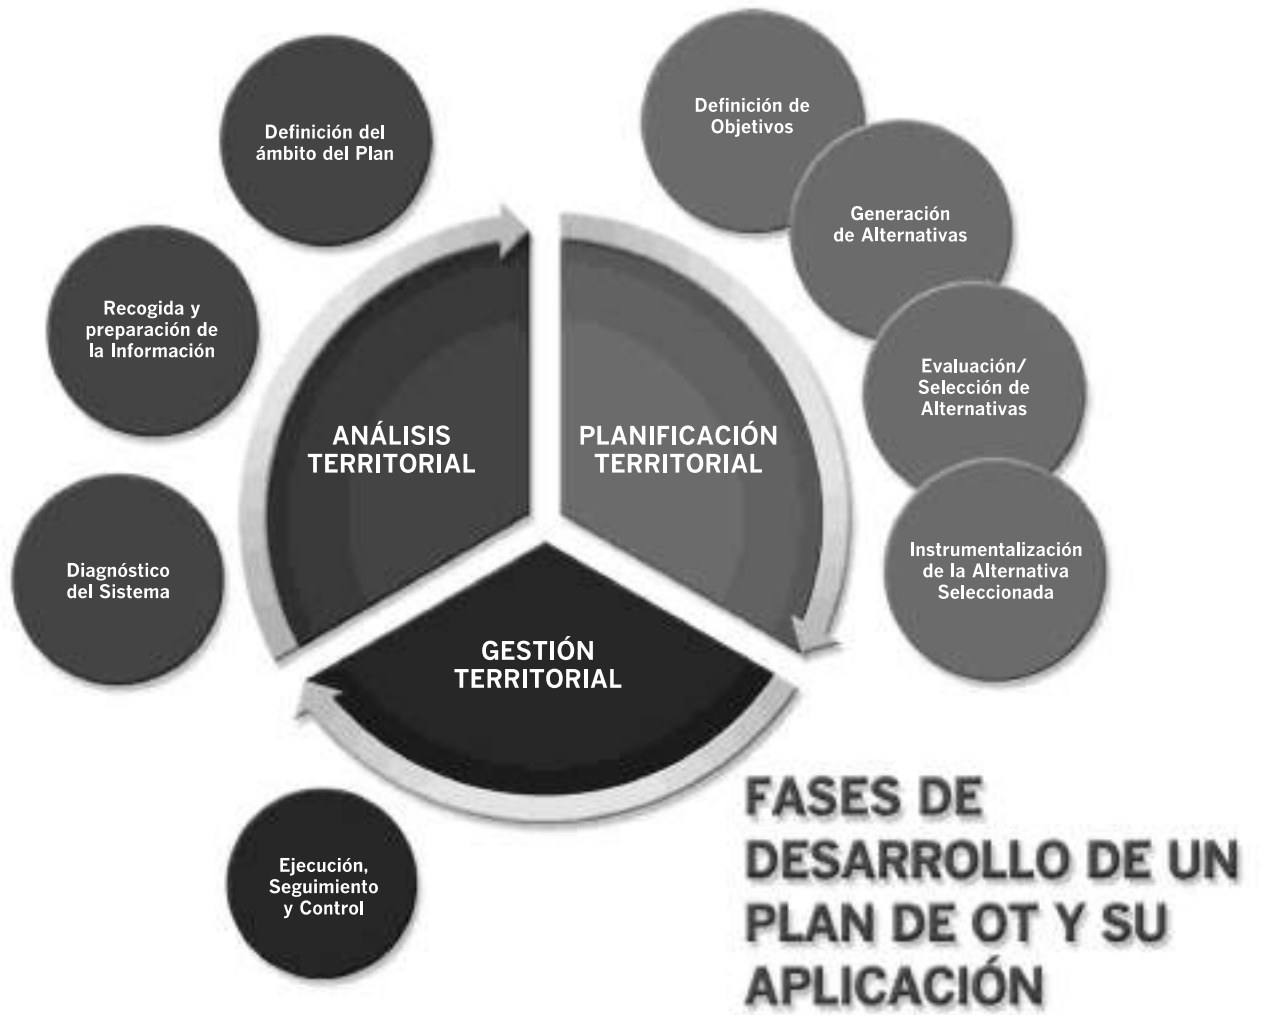 Definición del
ámbito del Plan
Recogida y
preparación de
la Información
Diagnóstico
del Sistema
ANÁLISIS
TERRITORIAL
Definición de
Objetivos
Generación
de Alternativas
Evaluación/
Selección de
Alternativas
Instrumentalización
de la Alternativa
Seleccionada
PLANIFICACIÓN
TERRITORIAL
GESTIÓN
TERRITORIAL
Ejecución,
Seguimiento
y Control
FASES DE
DESARROLLO DE UN
PLAN DE OT Y SU
APLICACIÓN